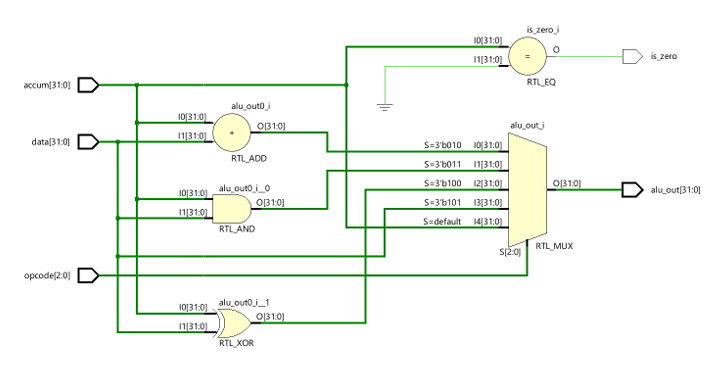 is_zero_i
I0[31:0]
O
is_zero
I1[31:0]
=
RTL_EQ
accum[31:0]
alu_out0_i
I0[31:0]
O[31:0]
alu_out_i
data[31:0]
I1[31:0]
+
RTL_ADD
S=3'b010
I0[31:0]
S=3'b011
I1[31:0]
alu_out0_i__0
S=3'b100
I2[31:0]
O[31:0]
alu_out[31:0]
I0[31:0]
O[31:0]
S=3'b101
I3[31:0]
I1[31:0]
RTL_AND
S=default
I4[31:0]
RTL_MUX
S[2:0]
opcode[2:0]
alu_out0_i__1
I0[31:0]
O[31:0]
I1[31:0]
RTL_XOR